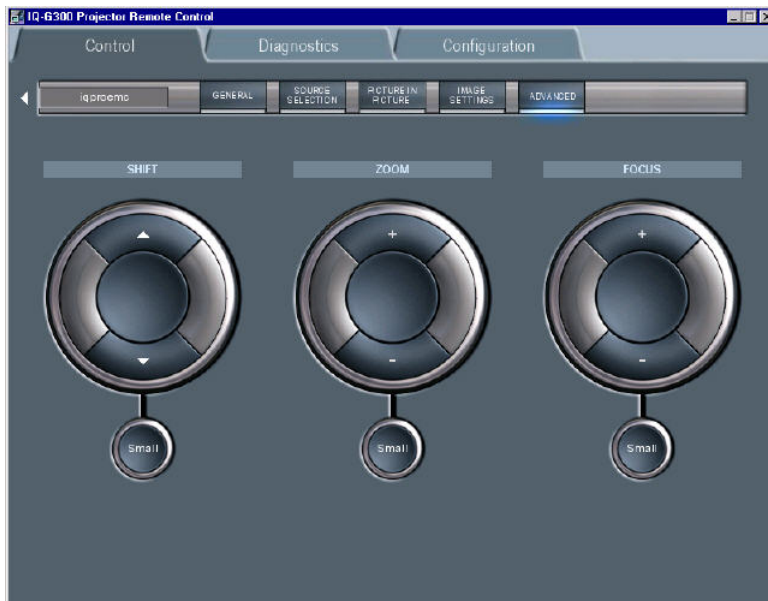 IQ-G300 Projector Remote Control
Control
Diagnostics
Configuration
iqproemc
GENERAL
SOURCE
SELECTION
PICTURE IN
PICTURE
IMAGE
SETTINGS
ADVANCED
SHIFT
ZOOM
FOCUS
+
+
-
-
Small
Small
Small